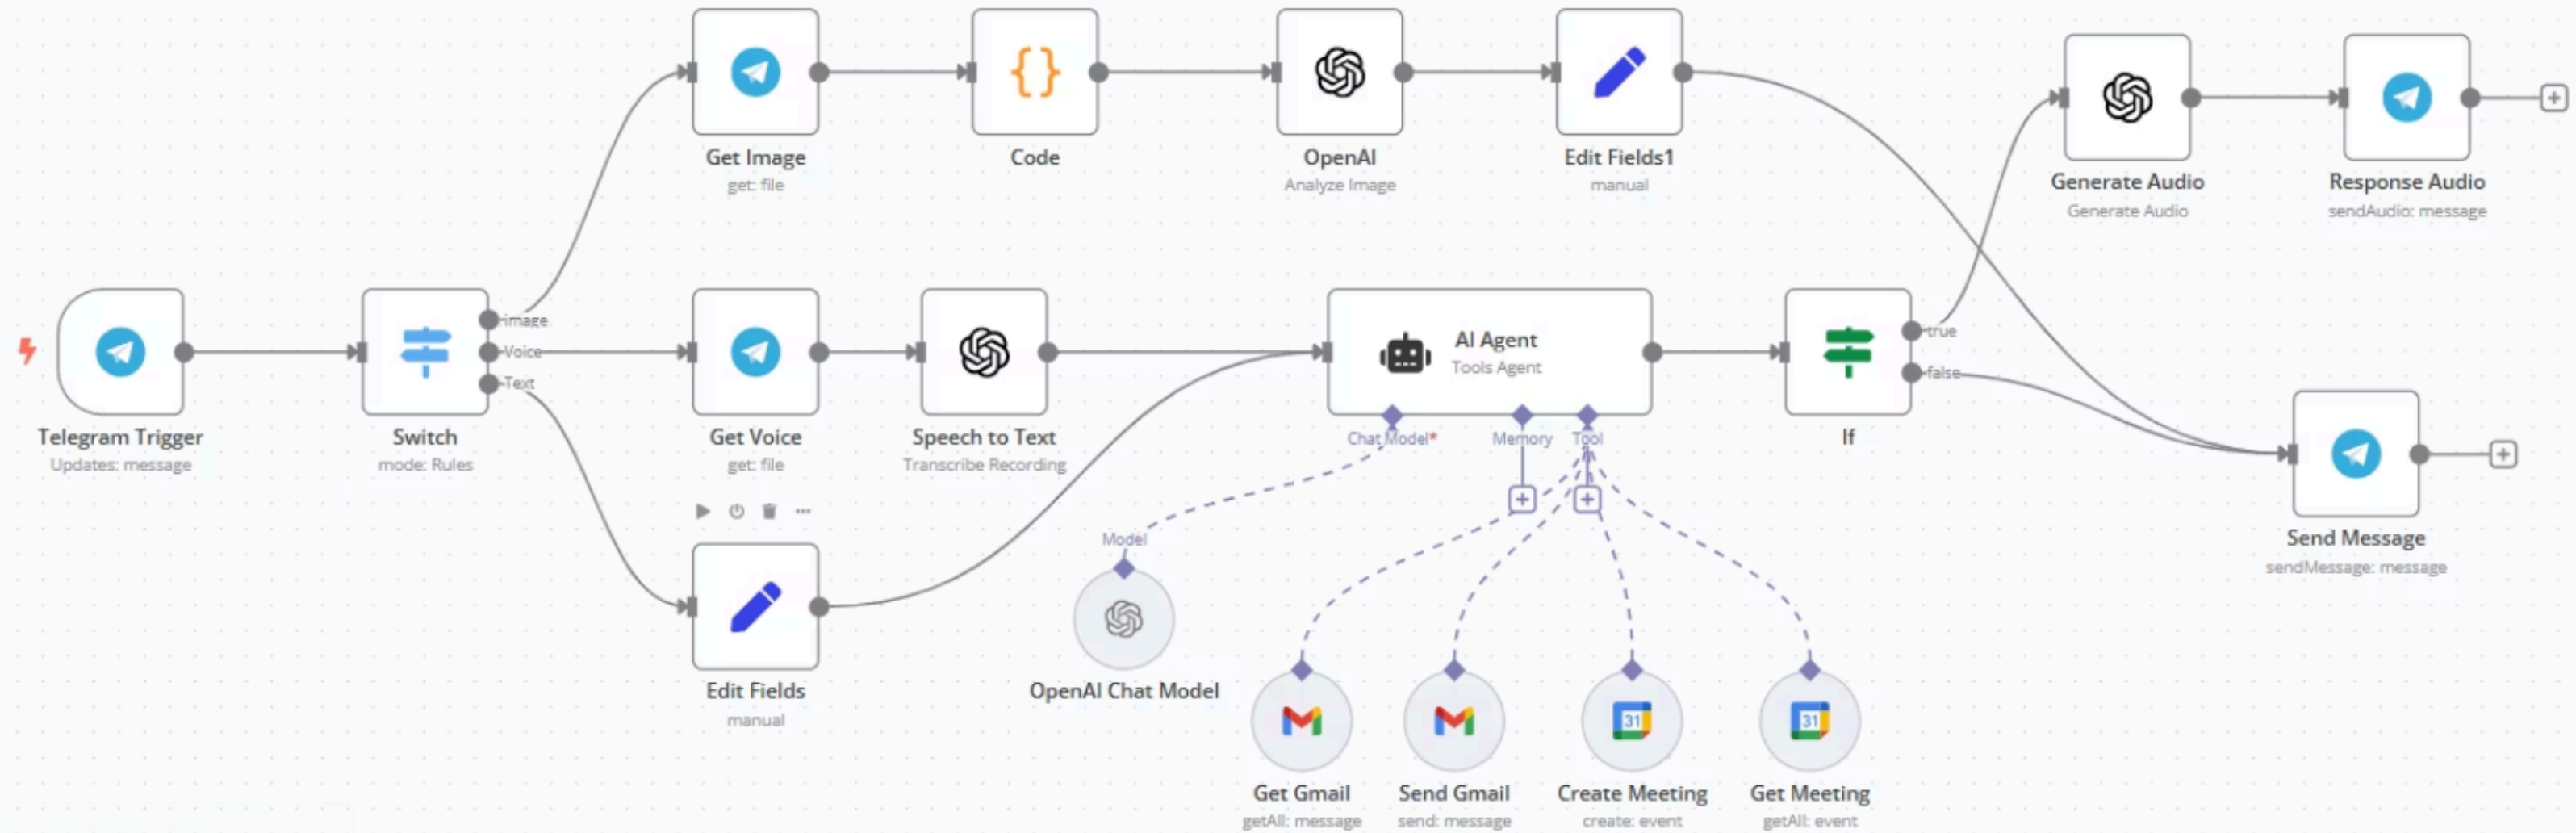 Get Image
get: file
Code
OpenAI
Analyze Image
Edit Fields1
manual
Generate Audio
Generate Audio
Response Audio
sendAudio: message
Telegram Trigger
Updates: message
Switch
mode: Rules
image
Voice
Text
Get Voice
get: file
Speech to Text
Transcribe Recording
AI Agent
Tools Agent
Chat Model*
Memory
Tool
If
true
false
Send Message
sendMessage: message
Edit Fields
manual
Model
OpenAI Chat Model
31
31
Get Gmail
getAll: message
Send Gmail
send: message
Create Meeting
create: event
Get Meeting
getAll: event